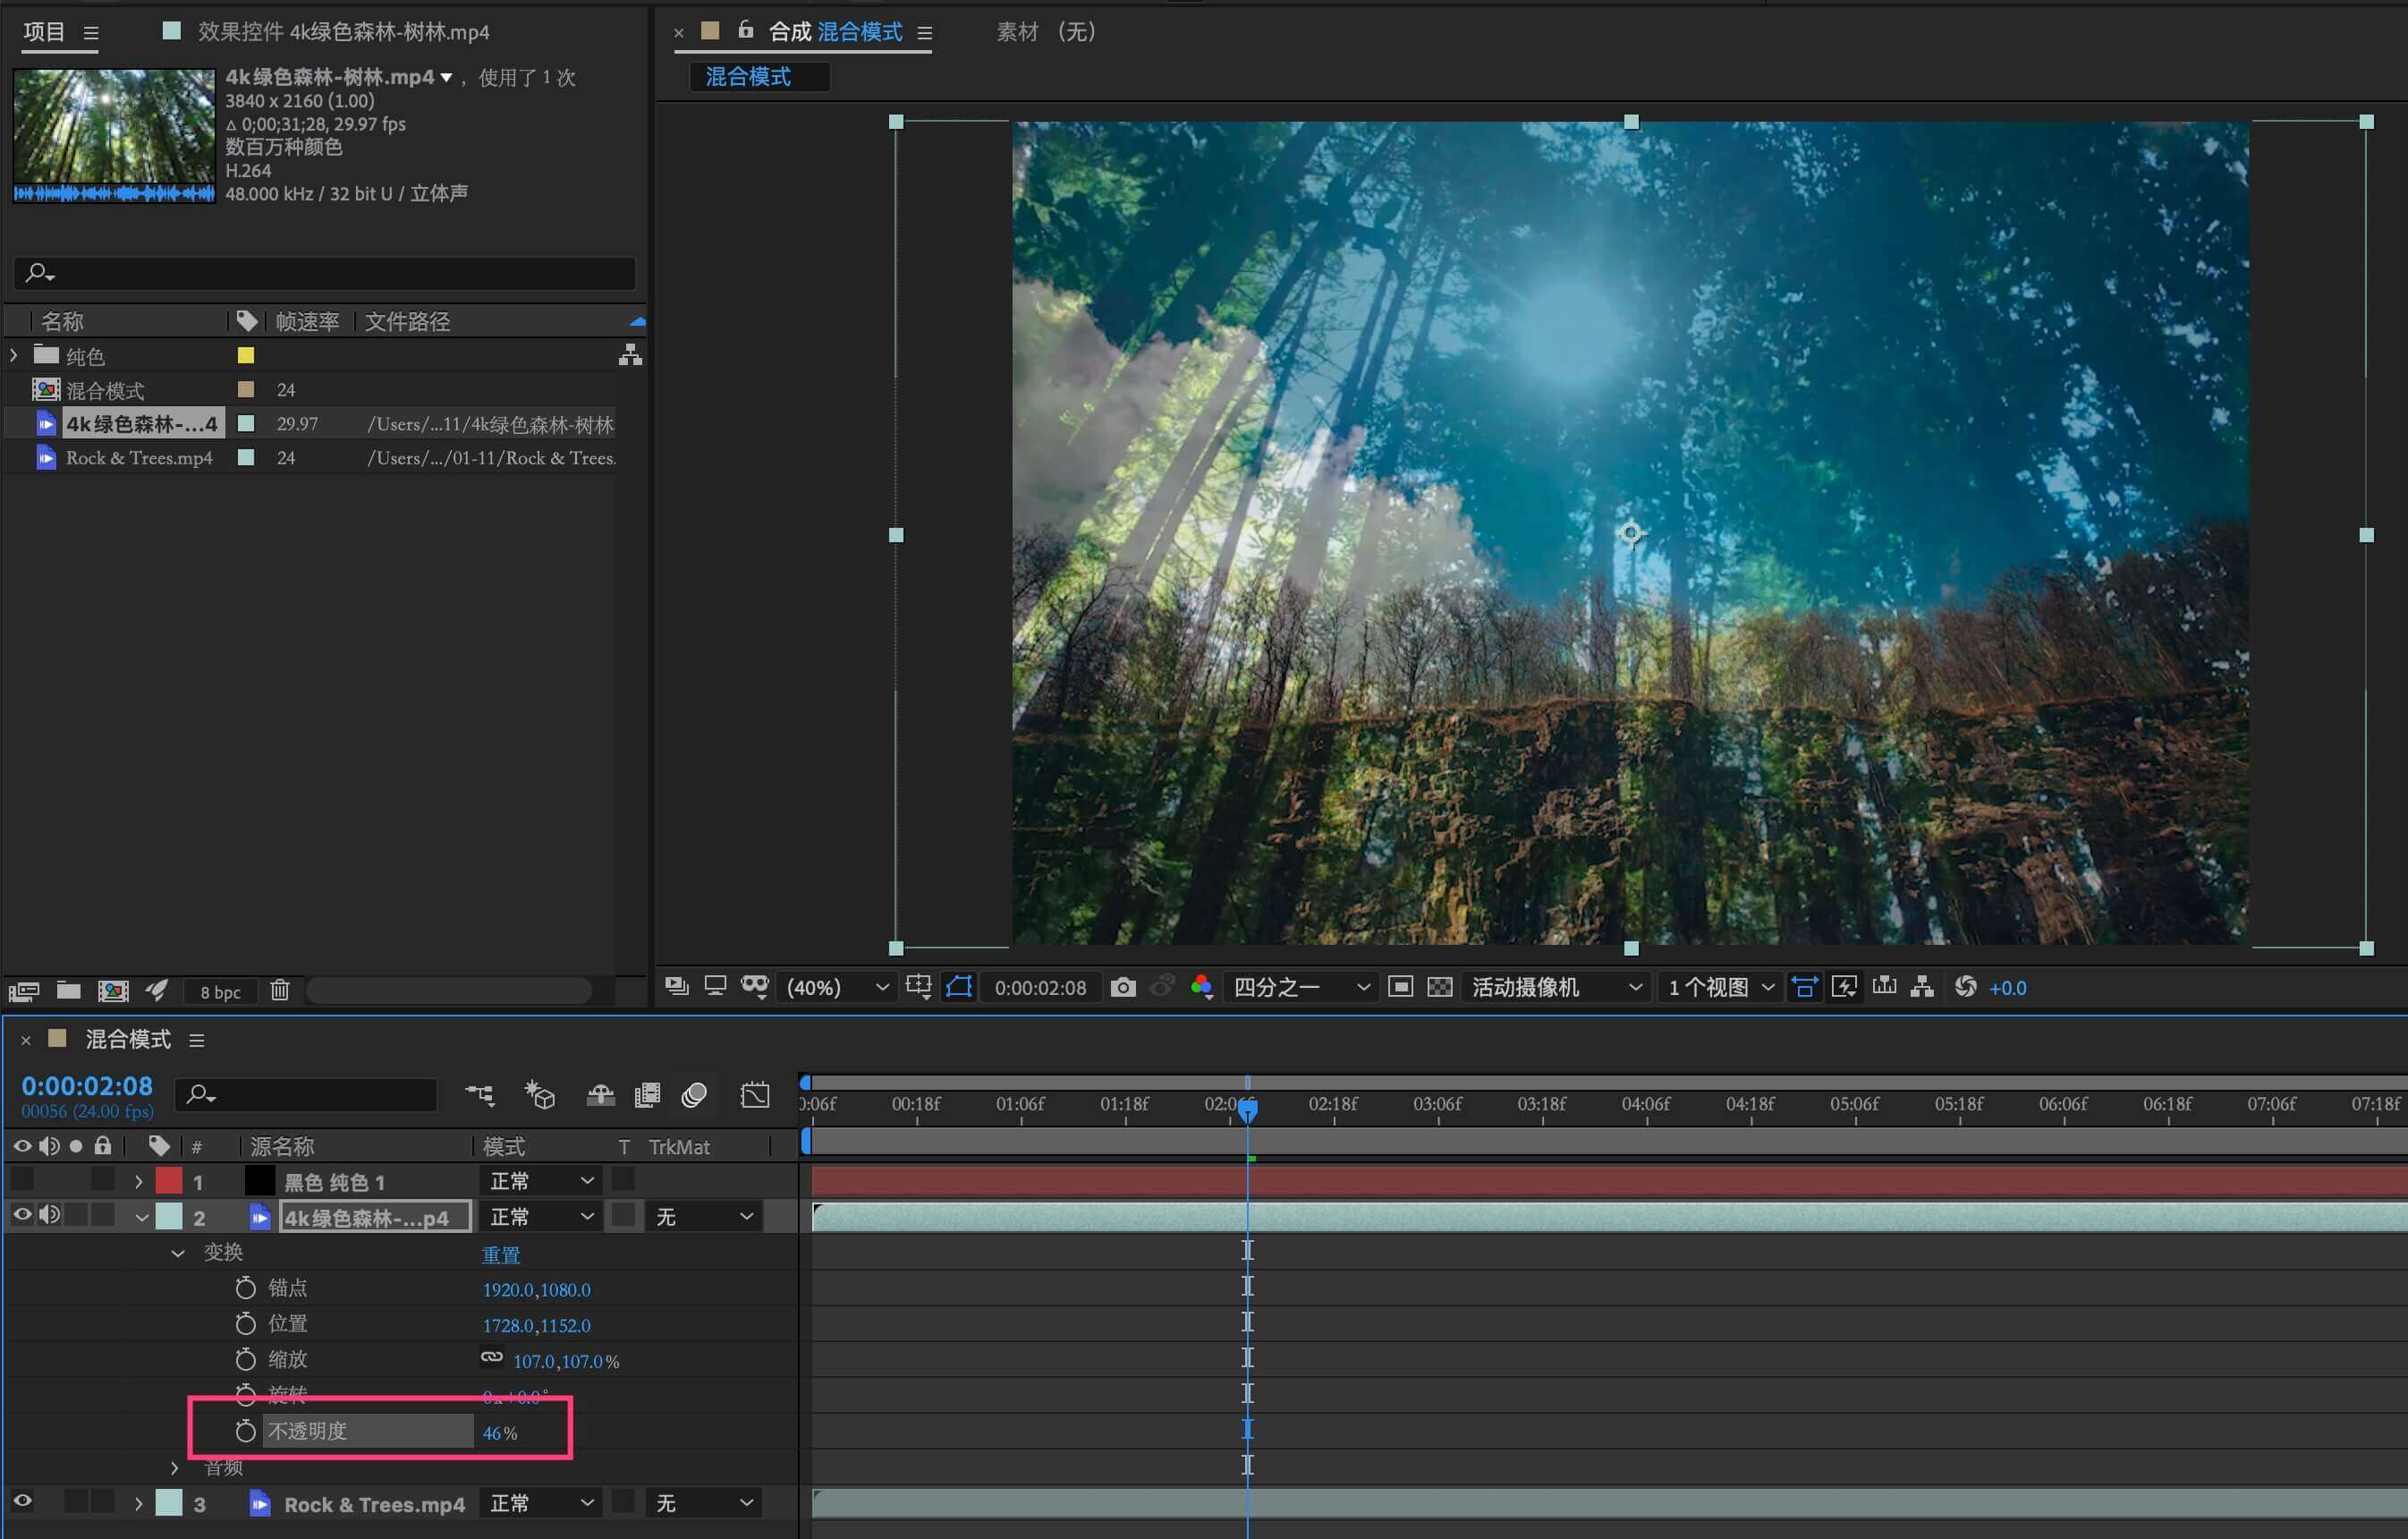 项目
效果控件 4k绿色森林-树林.mp4
4k绿色森林-树林.mp4 ，使用了 1 次
3840 x 2160 (1.00)
Δ 0;00;31;28, 29.97 fps
数百万种颜色
H.264
48.000 kHz / 32 bit U / 立体声
名称 帧速率 文件路径
纯色
混合模式 24
4k绿色森林-...4 29.97 /Users/...11/4k绿色森林-树林
Rock & Trees.mp4 24 /Users/.../01-11/Rock & Trees.
8 bpc
× 合成 混合模式
素材 （无）
混合模式
(40%) 0:00:02:08 四分之一 活动摄像机 1 个视图 +0.0
× 混合模式
0:00:02:08
00056 (24.00 fps)
:06f 00:18f 01:06f 01:18f 02:06f 02:18f 03:06f 03:18f 04:06f 04:18f 05:06f 05:18f 06:06f 06:18f 07:06f 07:18f
# 源名称 模式 T TrkMat
1 黑色 纯色 1 正常
2 4k绿色森林-...p4 正常 无
变换 重置
锚点 1920.0,1080.0
位置 1728.0,1152.0
缩放 107.0,107.0%
旋转 0x+0.0°
不透明度 46%
音频
3 Rock & Trees.mp4 正常 无